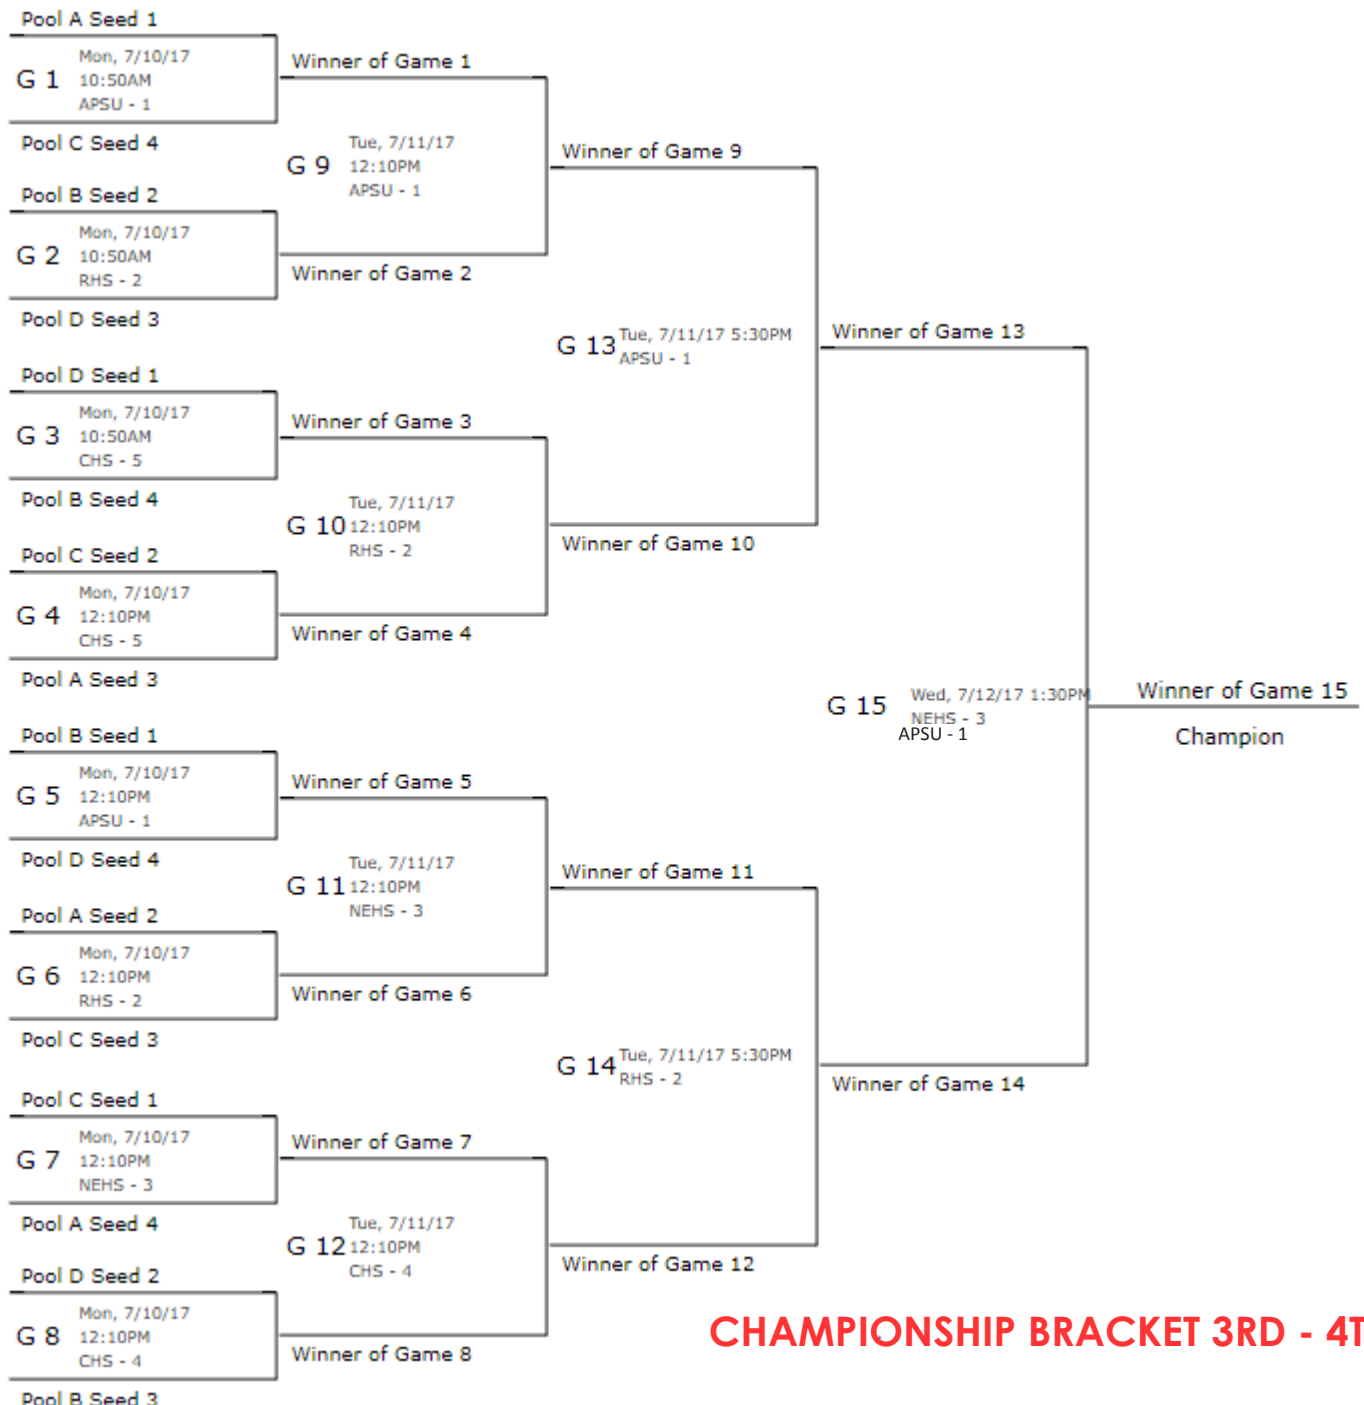 Pool A Seed 1
G 1
Mon, 7/10/17
10:50AM
APSU - 1
Pool C Seed 4
Pool B Seed 2
G 2
Mon, 7/10/17
10:50AM
RHS - 2
Pool D Seed 3
Pool D Seed 1
G 3
Mon, 7/10/17
10:50AM
CHS - 5
Pool B Seed 4
Pool C Seed 2
G 4
Mon, 7/10/17
12:10PM
CHS - 5
Pool A Seed 3
Pool B Seed 1
G 5
Mon, 7/10/17
12:10PM
APSU - 1
Pool D Seed 4
Pool A Seed 2
G 6
Mon, 7/10/17
12:10PM
RHS - 2
Pool C Seed 3
Pool C Seed 1
G 7
Mon, 7/10/17
12:10PM
NEHS - 3
Pool A Seed 4
Pool D Seed 2
G 8
Mon, 7/10/17
12:10PM
CHS - 4
Pool B Seed 3
Winner of Game 1
G 9
Tue, 7/11/17
12:10PM
APSU - 1
Winner of Game 2
Winner of Game 3
G 10
Tue, 7/11/17
12:10PM
RHS - 2
Winner of Game 4
Winner of Game 5
G 11
Tue, 7/11/17
12:10PM
NEHS - 3
Winner of Game 6
Winner of Game 7
G 12
Tue, 7/11/17
12:10PM
CHS - 4
Winner of Game 8
Winner of Game 9
G 13
Tue, 7/11/17 5:30PM
APSU - 1
Winner of Game 10
Winner of Game 11
G 14
Tue, 7/11/17 5:30PM
RHS - 2
Winner of Game 12
Winner of Game 13
G 15
Wed, 7/12/17 1:30PM
NEHS - 3
APSU - 1
Winner of Game 14
Winner of Game 15
Champion
CHAMPIONSHIP BRACKET 3RD - 4T